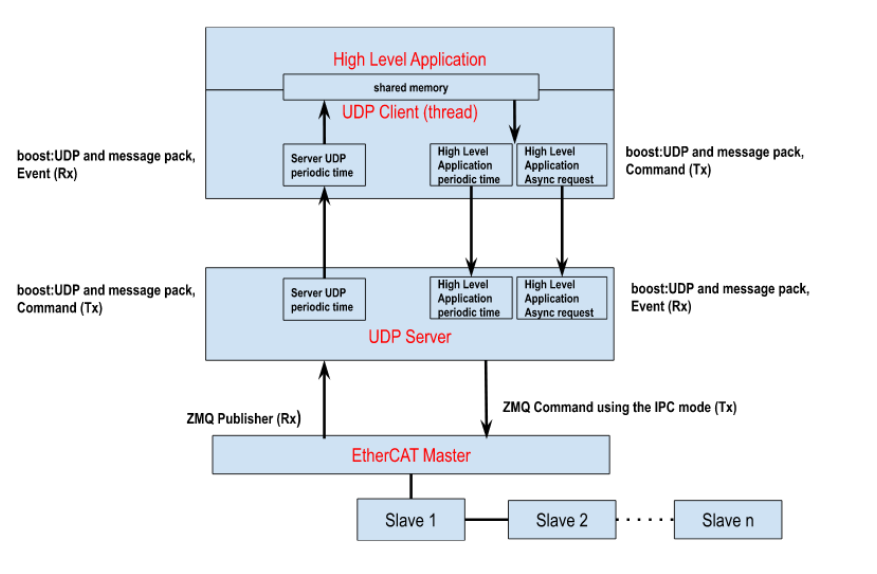 High Level Application
shared memory
UDP Client (thread)
boost:UDP and message pack,
Event (Rx)
Server UDP
periodic time
High Level
Application
periodic time
High Level
Application
Async request
boost:UDP and message pack,
Command (Tx)
boost:UDP and message pack,
Command (Tx)
Server UDP
periodic time
High Level
Application
periodic time
High Level
Application
Async request
boost:UDP and message pack,
Event (Rx)
UDP Server
ZMQ Publisher (Rx)
ZMQ Command using the IPC mode (Tx)
EtherCAT Master
Slave 1
Slave 2
Slave n